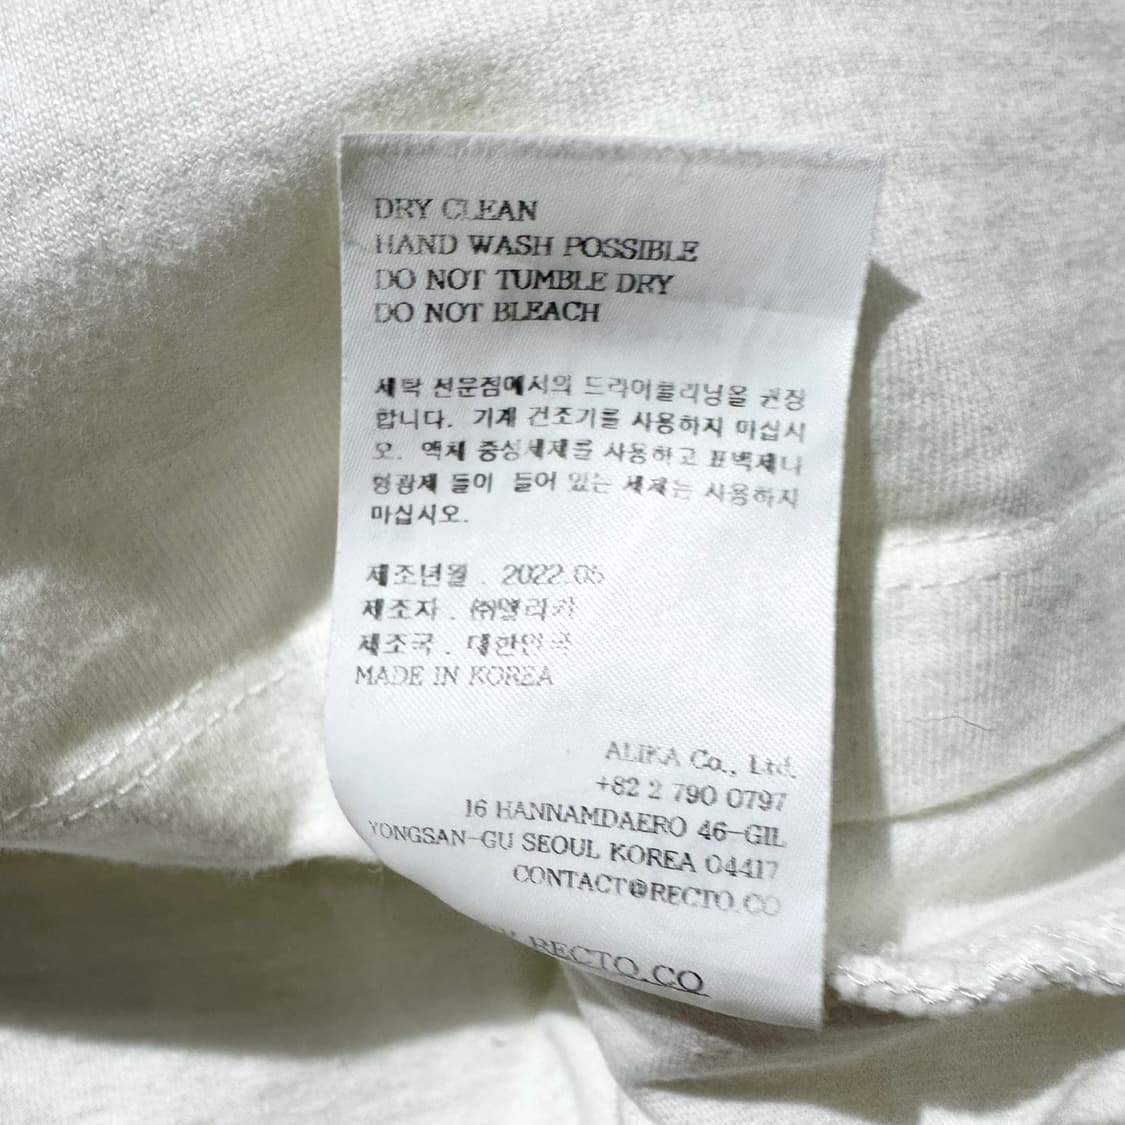 DRY CLEAN
HAND WASH POSSIBLE
DO NOT TUMBLE DRY
DO NOT BLEACH
세탁 전문점에서의 드라이클리닝을 권장
합니다. 기계 건조기를 사용하지 마십시
오. 액체 중성세제를 사용하고 표백제나
형광제 들이 들어 있는 세제는 사용하지
마십시오.
제조년월 . 2022.05
제조자 . ㈜앨리카
제조국 . 대한민국
MADE IN KOREA
ALIKA Co., Ltd.
+82 2 790 0797
16 HANNAMDAERO 46-GIL
YONGSAN-GU SEOUL KOREA 04417
CONTACT@RECTO.CO
RECTO.CO